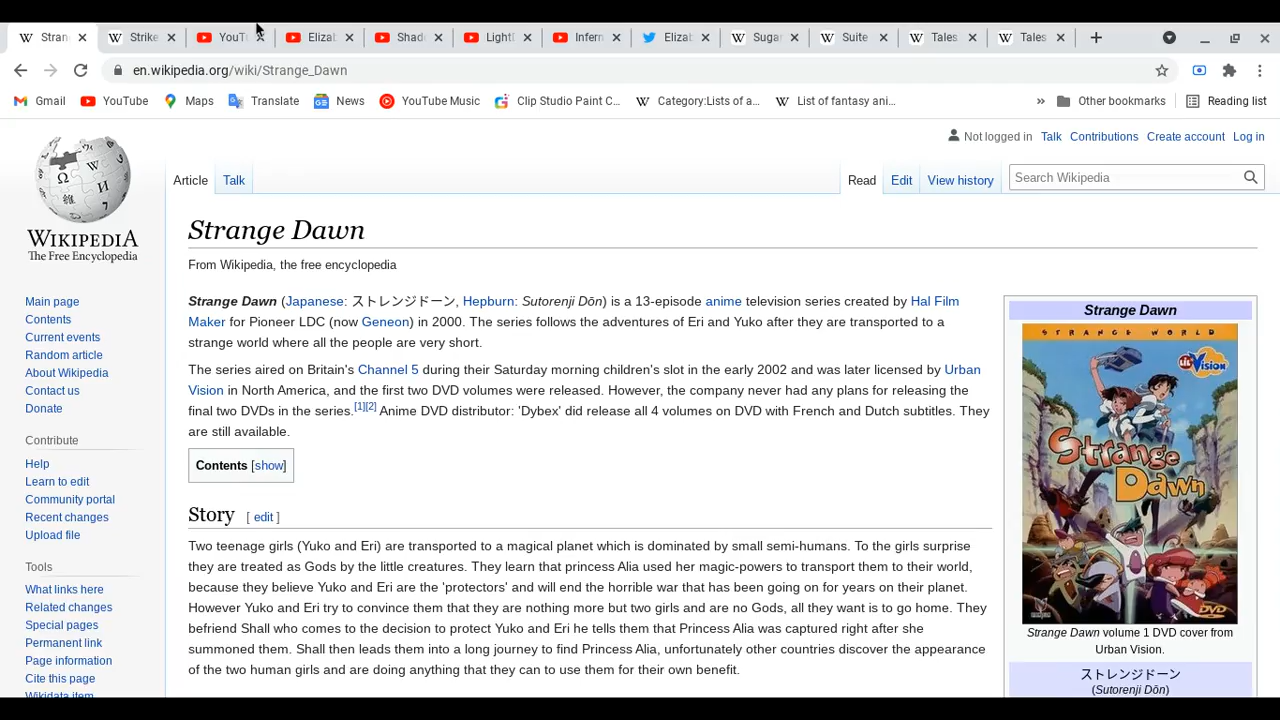 Stran
Strike
YouT
Elizab
Shad
Light
Infern
Elizab
Sugar
Suite
Tales
Tales
en.wikipedia.org/wiki/Strange_Dawn
Gmail
YouTube
Maps
Translate
News
YouTube Music
Clip Studio Paint C...
Category:Lists of a...
List of fantasy ani...
»
Other bookmarks
Reading list
Not logged in Talk Contributions Create account Log in
Article Talk
Read Edit View history
Search Wikipedia
WIKIPEDIA
The Free Encyclopedia
Main page
Contents
Current events
Random article
About Wikipedia
Contact us
Donate
Contribute
Help
Learn to edit
Community portal
Recent changes
Upload file
Tools
What links here
Related changes
Special pages
Permanent link
Page information
Cite this page
Wikidata item
Strange Dawn
From Wikipedia, the free encyclopedia
Strange Dawn (Japanese: ストレンジドーン, Hepburn: Sutorenji Dōn) is a 13-episode anime television series created by Hal Film
Maker for Pioneer LDC (now Geneon) in 2000. The series follows the adventures of Eri and Yuko after they are transported to a
strange world where all the people are very short.
The series aired on Britain's Channel 5 during their Saturday morning children's slot in the early 2002 and was later licensed by Urban
Vision in North America, and the first two DVD volumes were released. However, the company never had any plans for releasing the
final two DVDs in the series.[1][2] Anime DVD distributor: 'Dybex' did release all 4 volumes on DVD with French and Dutch subtitles. They
are still available.
Contents [show]
Story [ edit ]
Two teenage girls (Yuko and Eri) are transported to a magical planet which is dominated by small semi-humans. To the girls surprise
they are treated as Gods by the little creatures. They learn that princess Alia used her magic-powers to transport them to their world,
because they believe Yuko and Eri are the 'protectors' and will end the horrible war that has been going on for years on their planet.
However Yuko and Eri try to convince them that they are nothing more but two girls and are no Gods, all they want is to go home. They
befriend Shall who comes to the decision to protect Yuko and Eri he tells them that Princess Alia was captured right after she
summoned them. Shall then leads them into a long journey to find Princess Alia, unfortunately other countries discover the appearance
of the two human girls and are doing anything that they can to use them for their own benefit.
Strange Dawn
STRANGE WORLD
Lil' Vision
Strange
Dawn
DVD
Strange Dawn volume 1 DVD cover from
Urban Vision.
ストレンジドーン
(Sutorenji Dōn)